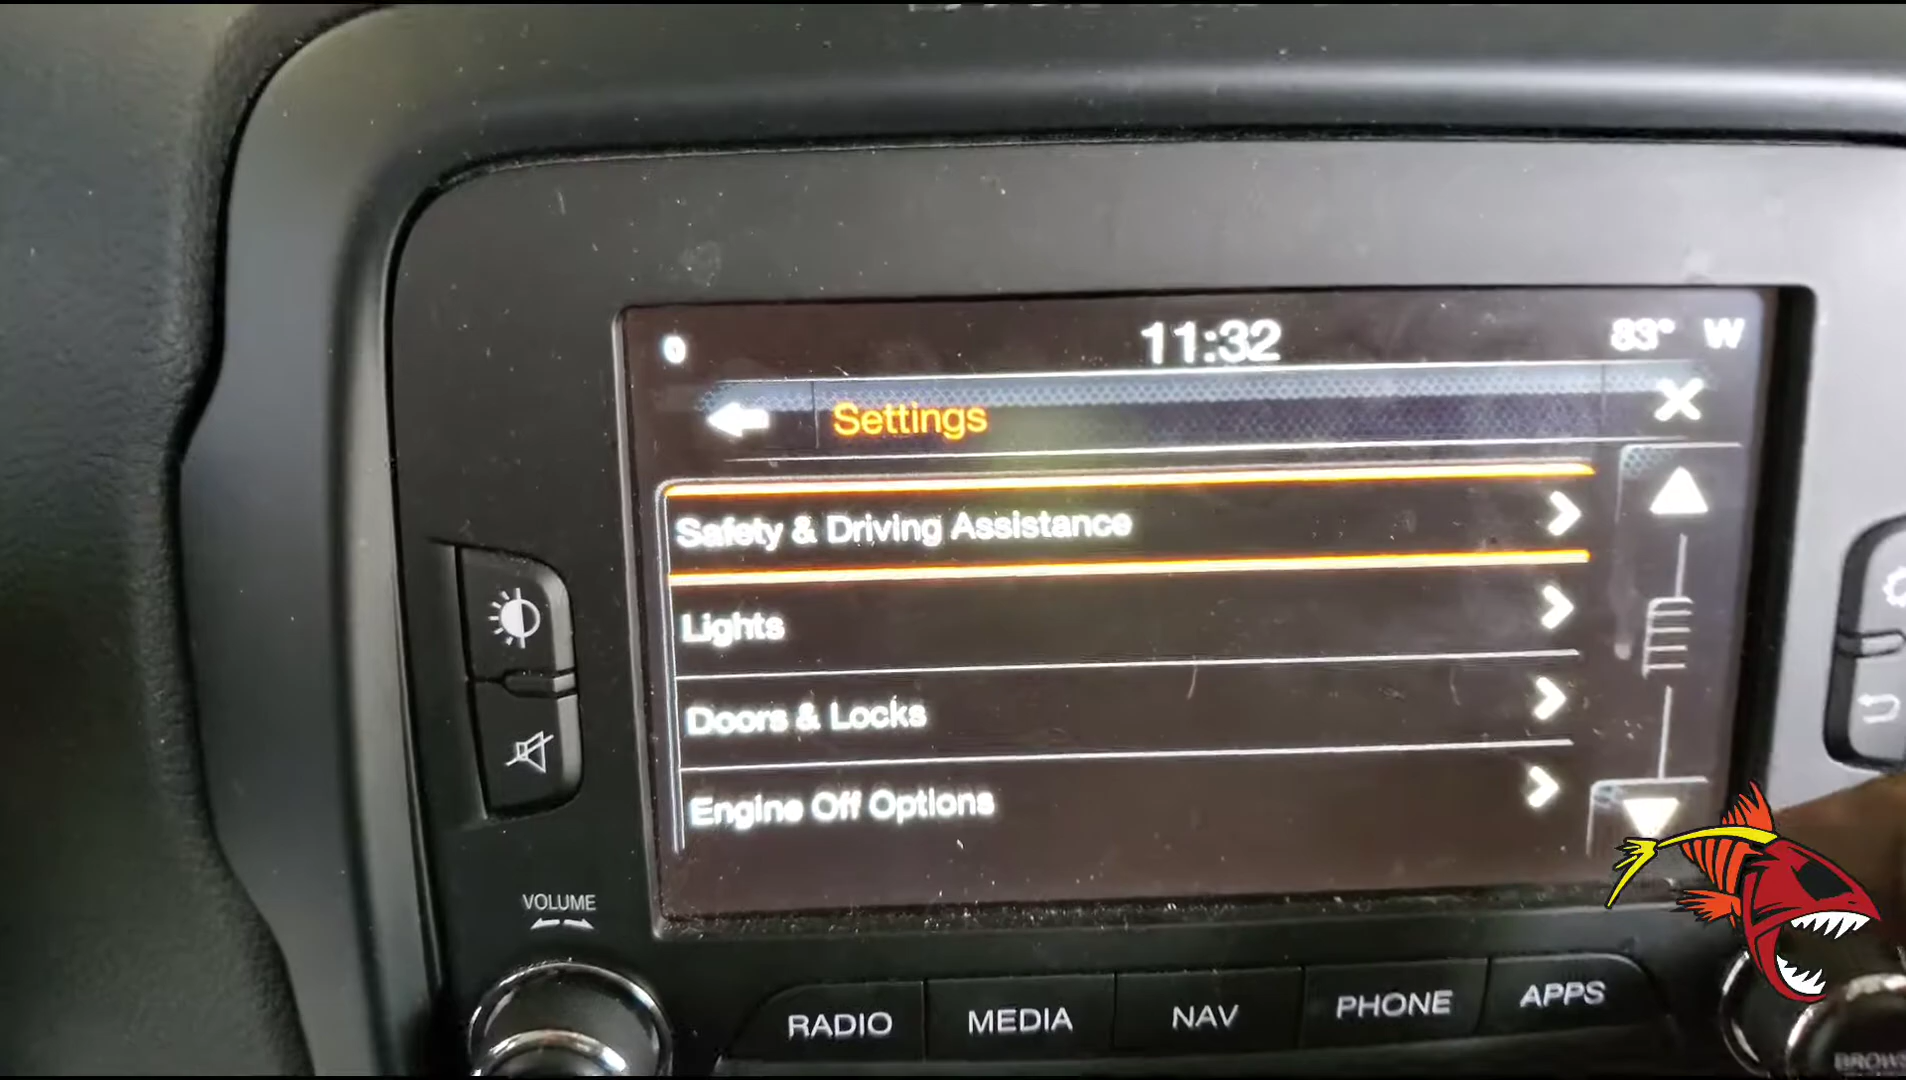 0
11:32
83° W
Settings
Safety & Driving Assistance
Lights
Doors & Locks
Engine Off Options
VOLUME
RADIO MEDIA NAV PHONE APPS